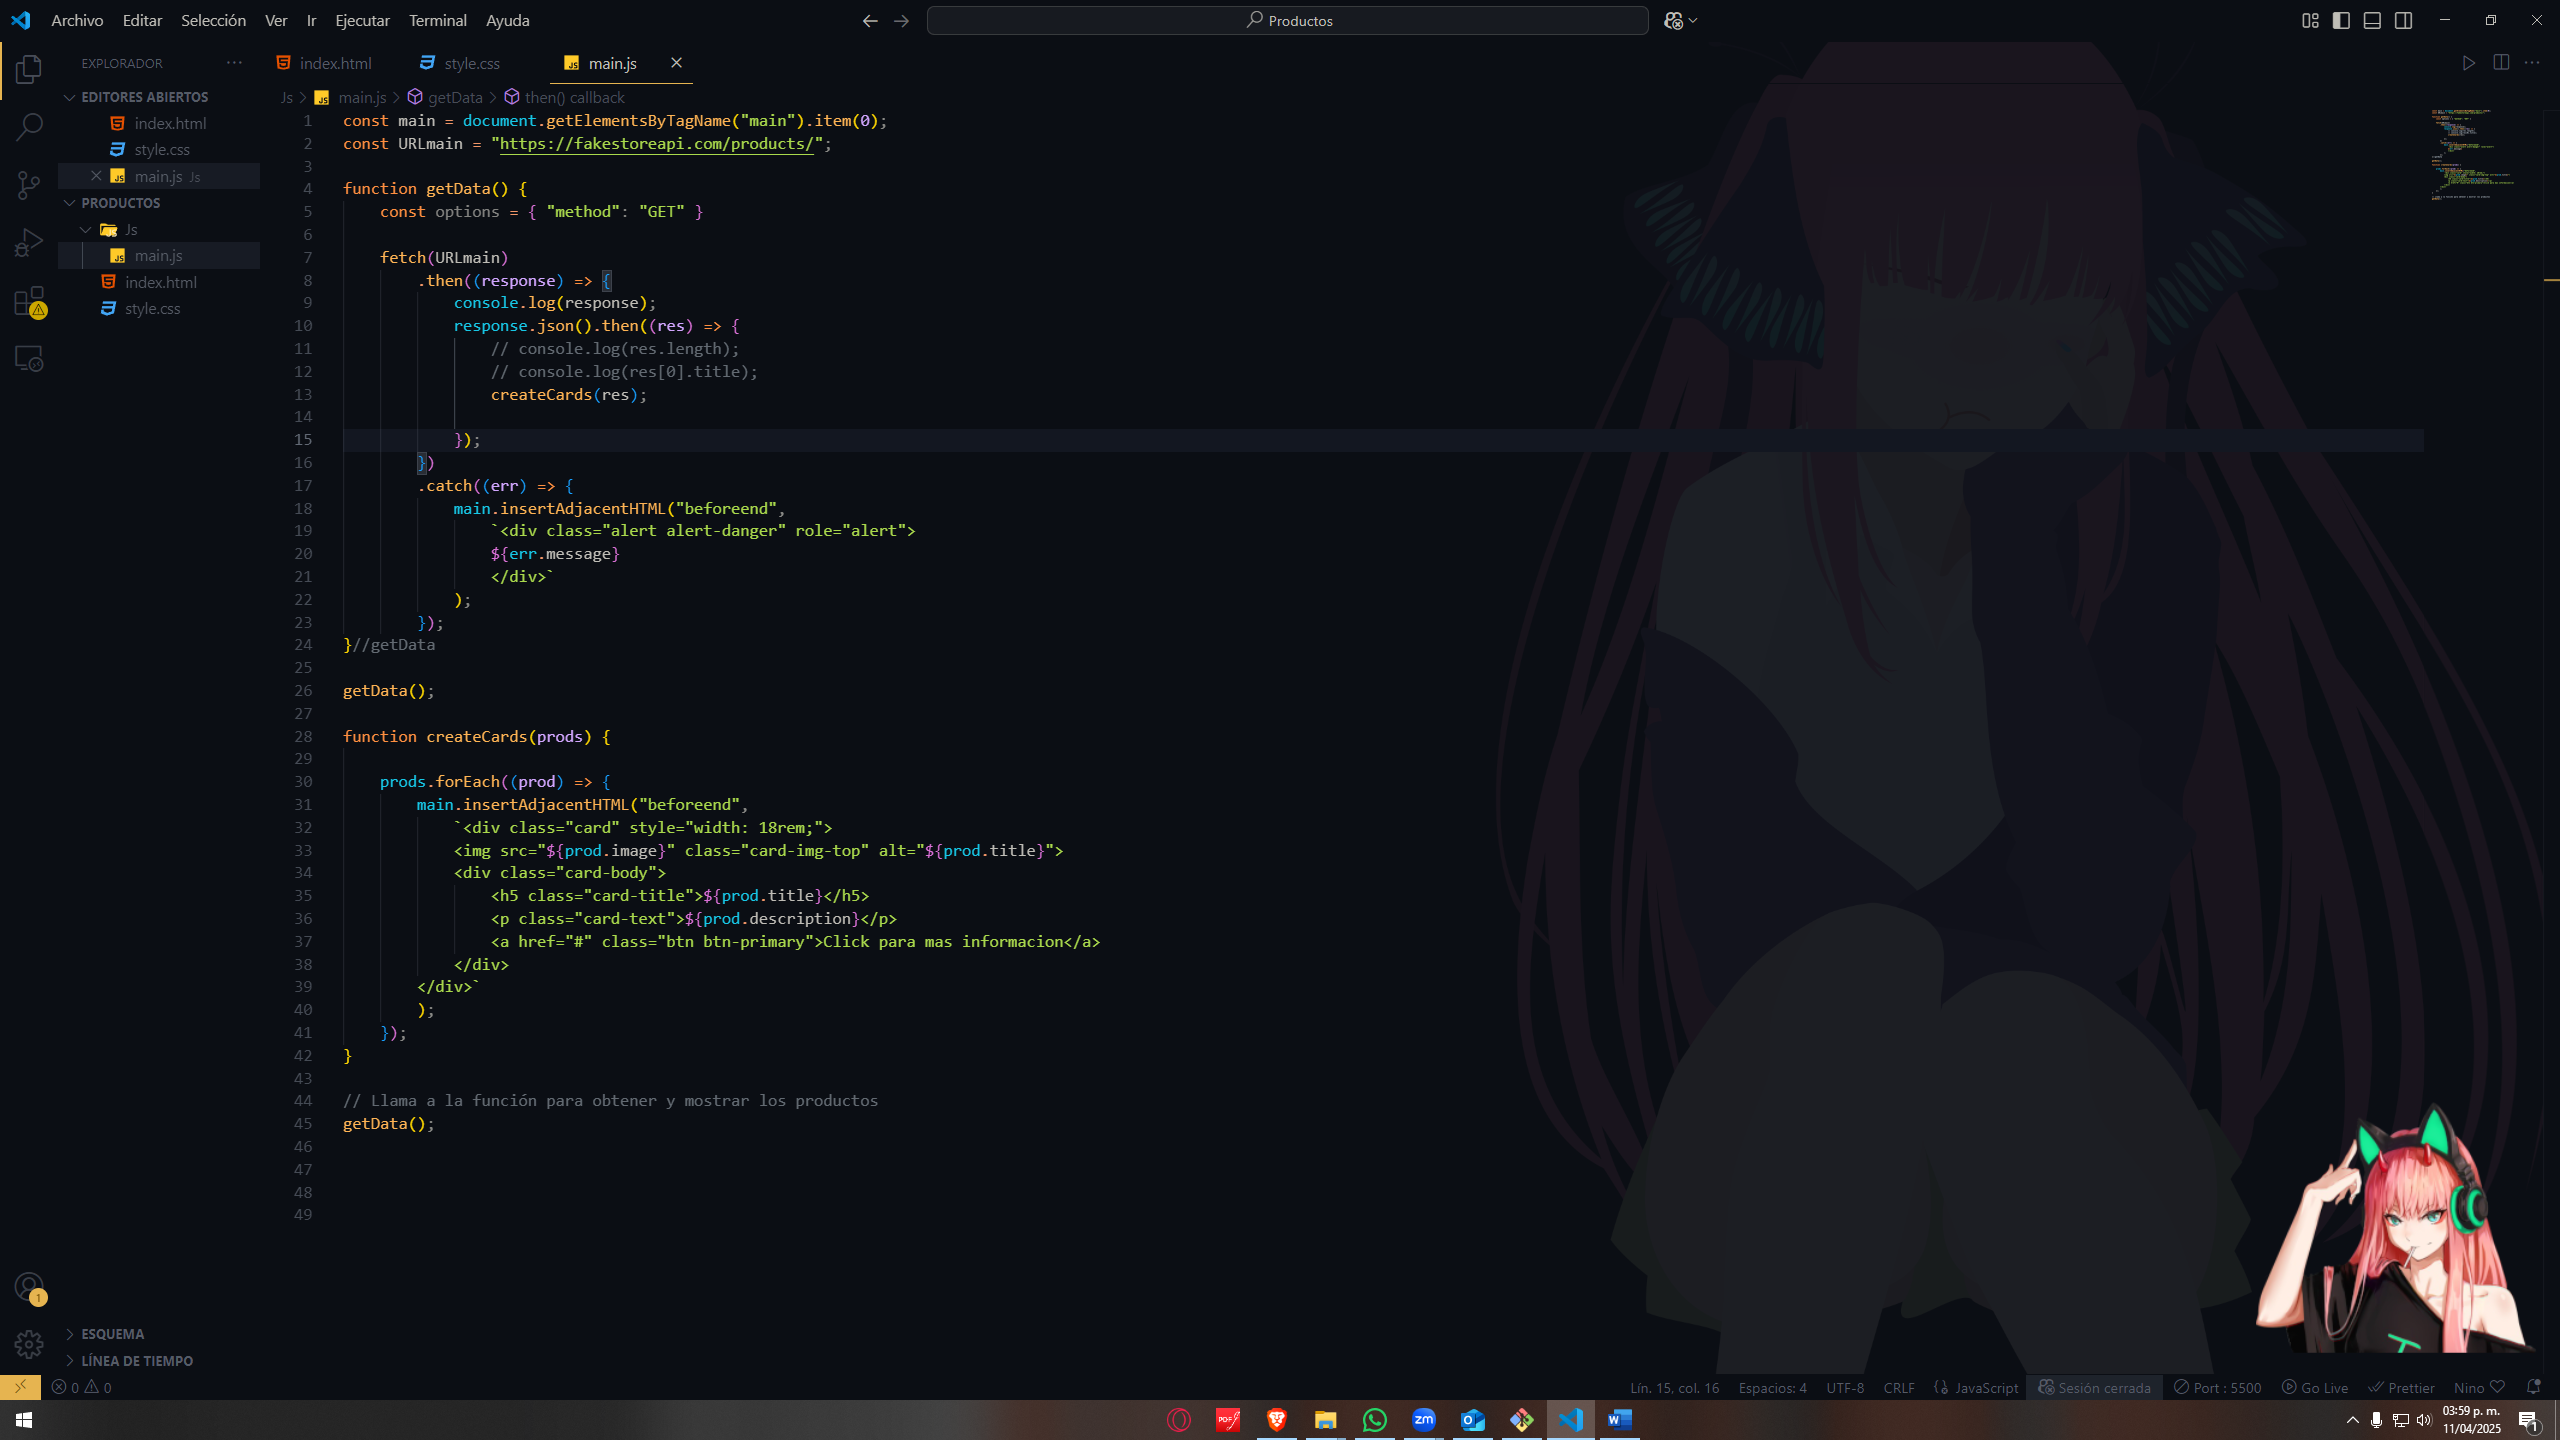 Archivo Editar Selección Ver Ir Ejecutar Terminal Ayuda
Productos
EXPLORADOR
index.html
style.css
main.js
EDITORES ABIERTOS
index.html
style.css
main.js Js
PRODUCTOS
Js
main.js
index.html
style.css
Js > main.js > getData > then() callback
1 const main = document.getElementsByTagName("main").item(0);
2 const URLmain = "https://fakestoreapi.com/products/";
3
4 function getData() {
5     const options = { "method": "GET" }
6
7     fetch(URLmain)
8         .then((response) => {
9             console.log(response);
10             response.json().then((res) => {
11                 // console.log(res.length);
12                 // console.log(res[0].title);
13                 createCards(res);
14
15             });
16         })
17         .catch((err) => {
18             main.insertAdjacentHTML("beforeend",
19                 `<div class="alert alert-danger" role="alert">
20                 ${err.message}
21                 </div>`
22             );
23         });
24 }//getData
25
26 getData();
27
28 function createCards(prods) {
29
30     prods.forEach((prod) => {
31         main.insertAdjacentHTML("beforeend",
32             `<div class="card" style="width: 18rem;">
33             <img src="${prod.image}" class="card-img-top" alt="${prod.title}">
34             <div class="card-body">
35                 <h5 class="card-title">${prod.title}</h5>
36                 <p class="card-text">${prod.description}</p>
37                 <a href="#" class="btn btn-primary">Click para mas informacion</a>
38             </div>
39         </div>`
40         );
41     });
42 }
43
44 // Llama a la función para obtener y mostrar los productos
45 getData();
46
47
48
49
1
ESQUEMA
LÍNEA DE TIEMPO
0 0
Lín. 15, col. 16 Espacios: 4 UTF-8 CRLF {} JavaScript Sesión cerrada Port : 5500 Go Live Prettier Nino
PDF
zm
03:59 p. m.
11/04/2025
1